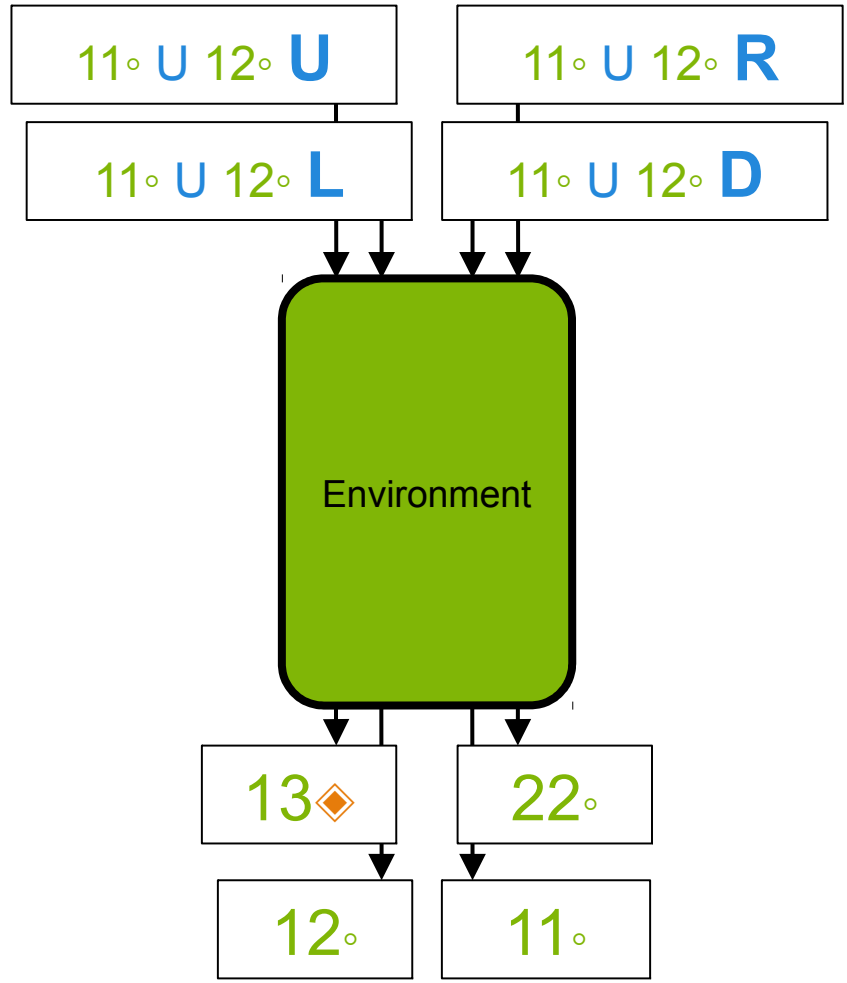 11◦ U 12◦ U
11◦ U 12◦ R
11◦ U 12◦ L
11◦ U 12◦ D
Environment
13◈
22◦
12◦
11◦